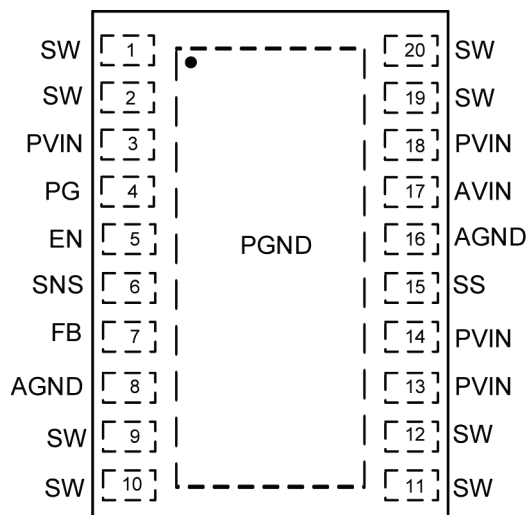 SW 1 20 SW
SW 2 19 SW
PVIN 3 18 PVIN
PG 4 17 AVIN
EN 5 PGND 16 AGND
SNS 6 15 SS
FB 7 14 PVIN
AGND 8 13 PVIN
SW 9 12 SW
SW 10 11 SW